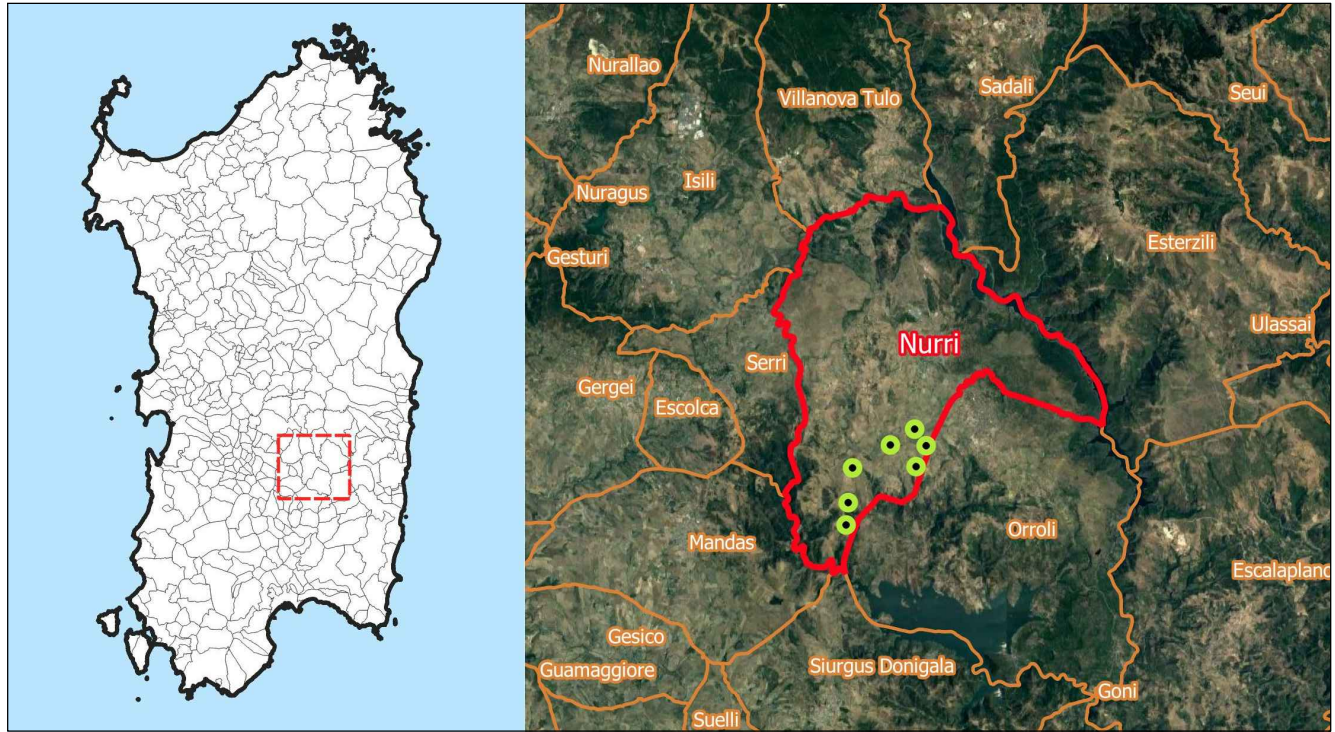 Nurallao
Villanova Tulo
Sadali
Seui
Isili
Nuragus
Gesturi
Esterzili
Ulassai
Nurri
Serri
Gergei
Escolca
Mandas
Orroli
Escalaplano
Gesico
Guamaggiore
Siurgus Donigala
Goni
Suelli